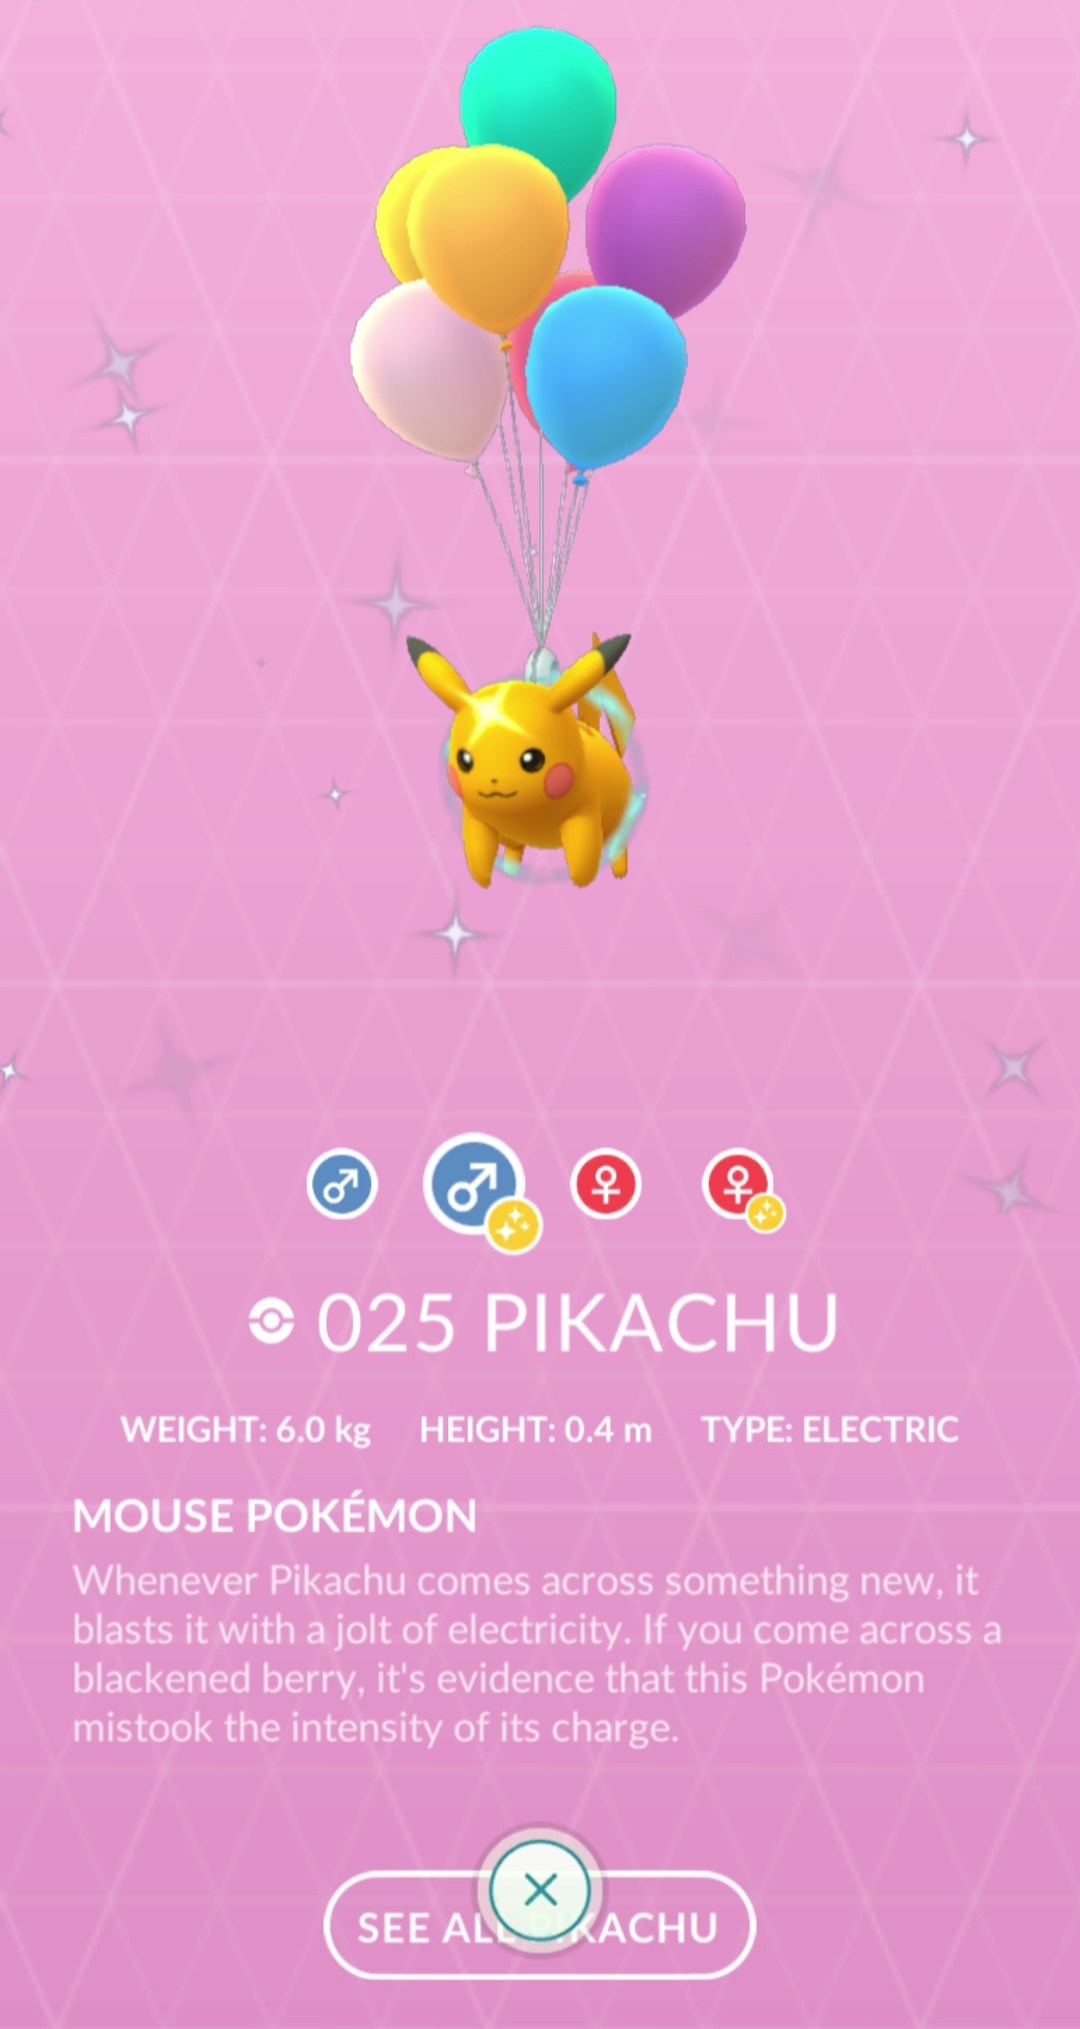 025 PIKACHU
WEIGHT: 6.0 kg HEIGHT: 0.4 m TYPE: ELECTRIC
MOUSE POKÉMON
Whenever Pikachu comes across something new, it
blasts it with a jolt of electricity. If you come across a
blackened berry, it's evidence that this Pokémon
mistook the intensity of its charge.
SEE ALL PIKACHU